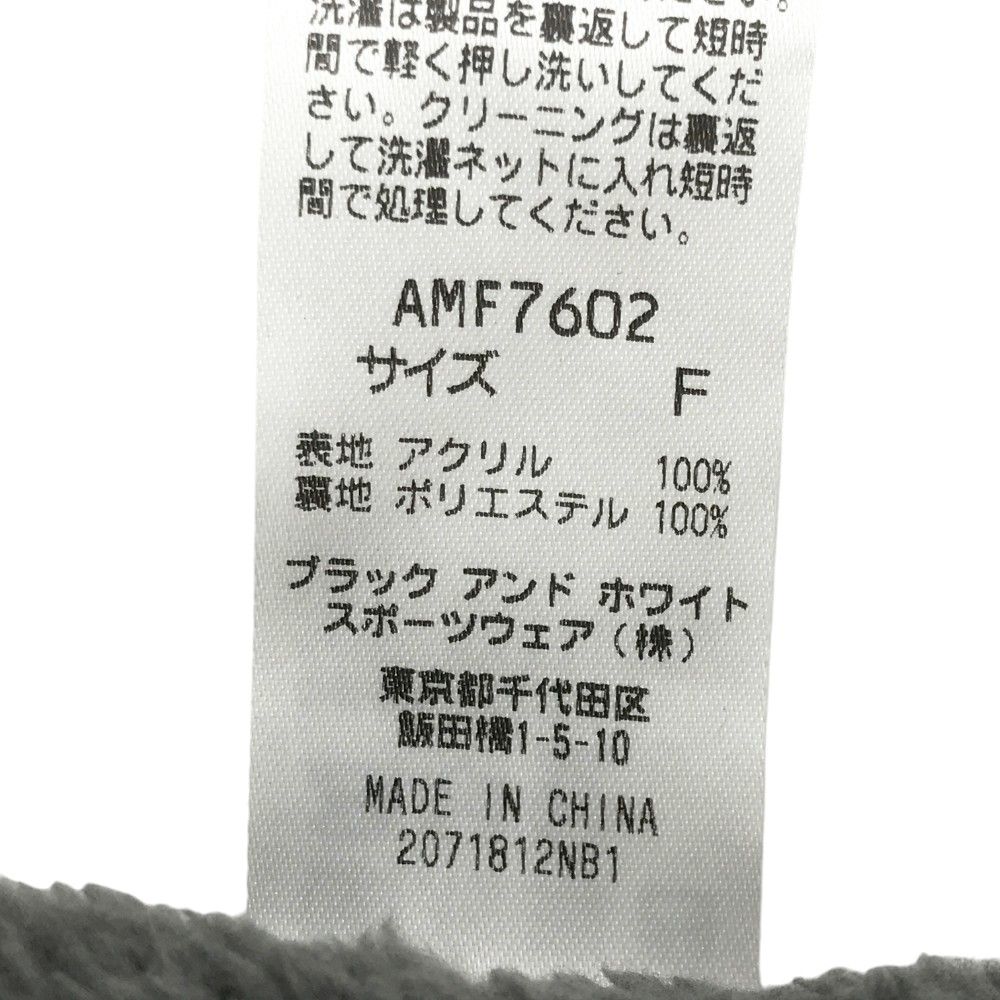 洗濯は製品を裏返して短時
間で軽く押し洗いしてくだ
さい。クリーニングは裏返
して洗濯ネットに入れ短時
間で処理してください。
AMF7602
サイズ F
表地 アクリル 100%
裏地 ポリエステル 100%
ブラック アンド ホワイト
スポーツウェア(株)
東京都千代田区
飯田橋1-5-10
MADE IN CHINA
2071812NB1